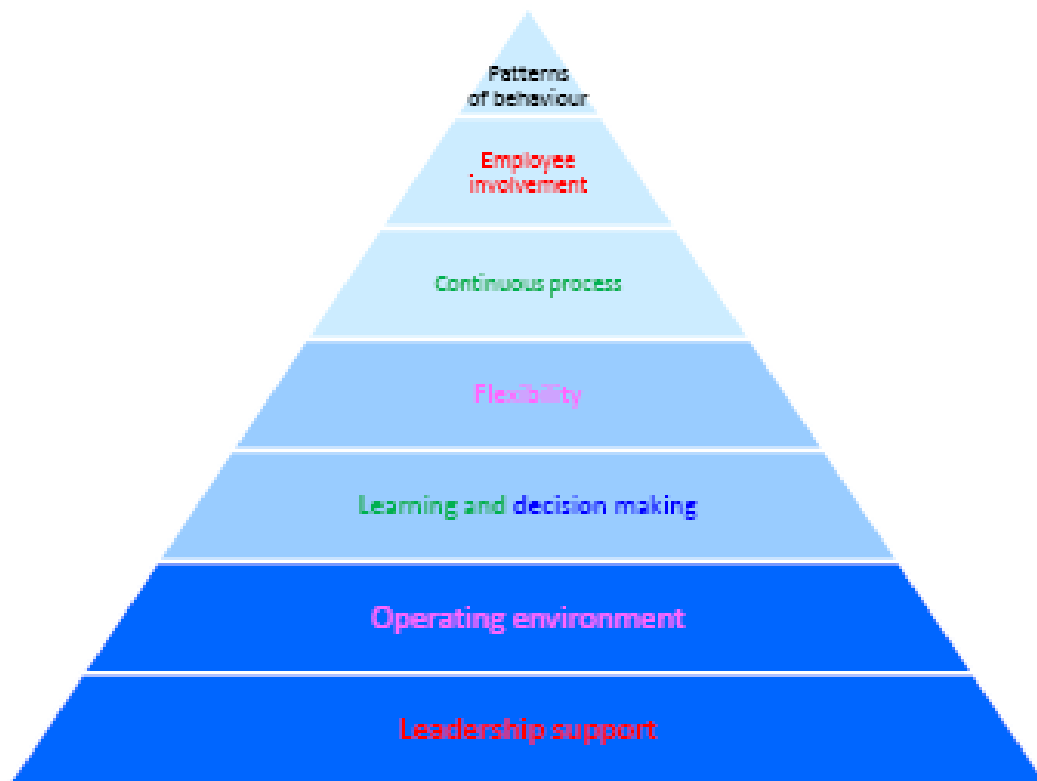 Patterns
of behaviour
Employee
involvement
Continuous process
Flexibility
Learning and decision making
Operating environment
Leadership support